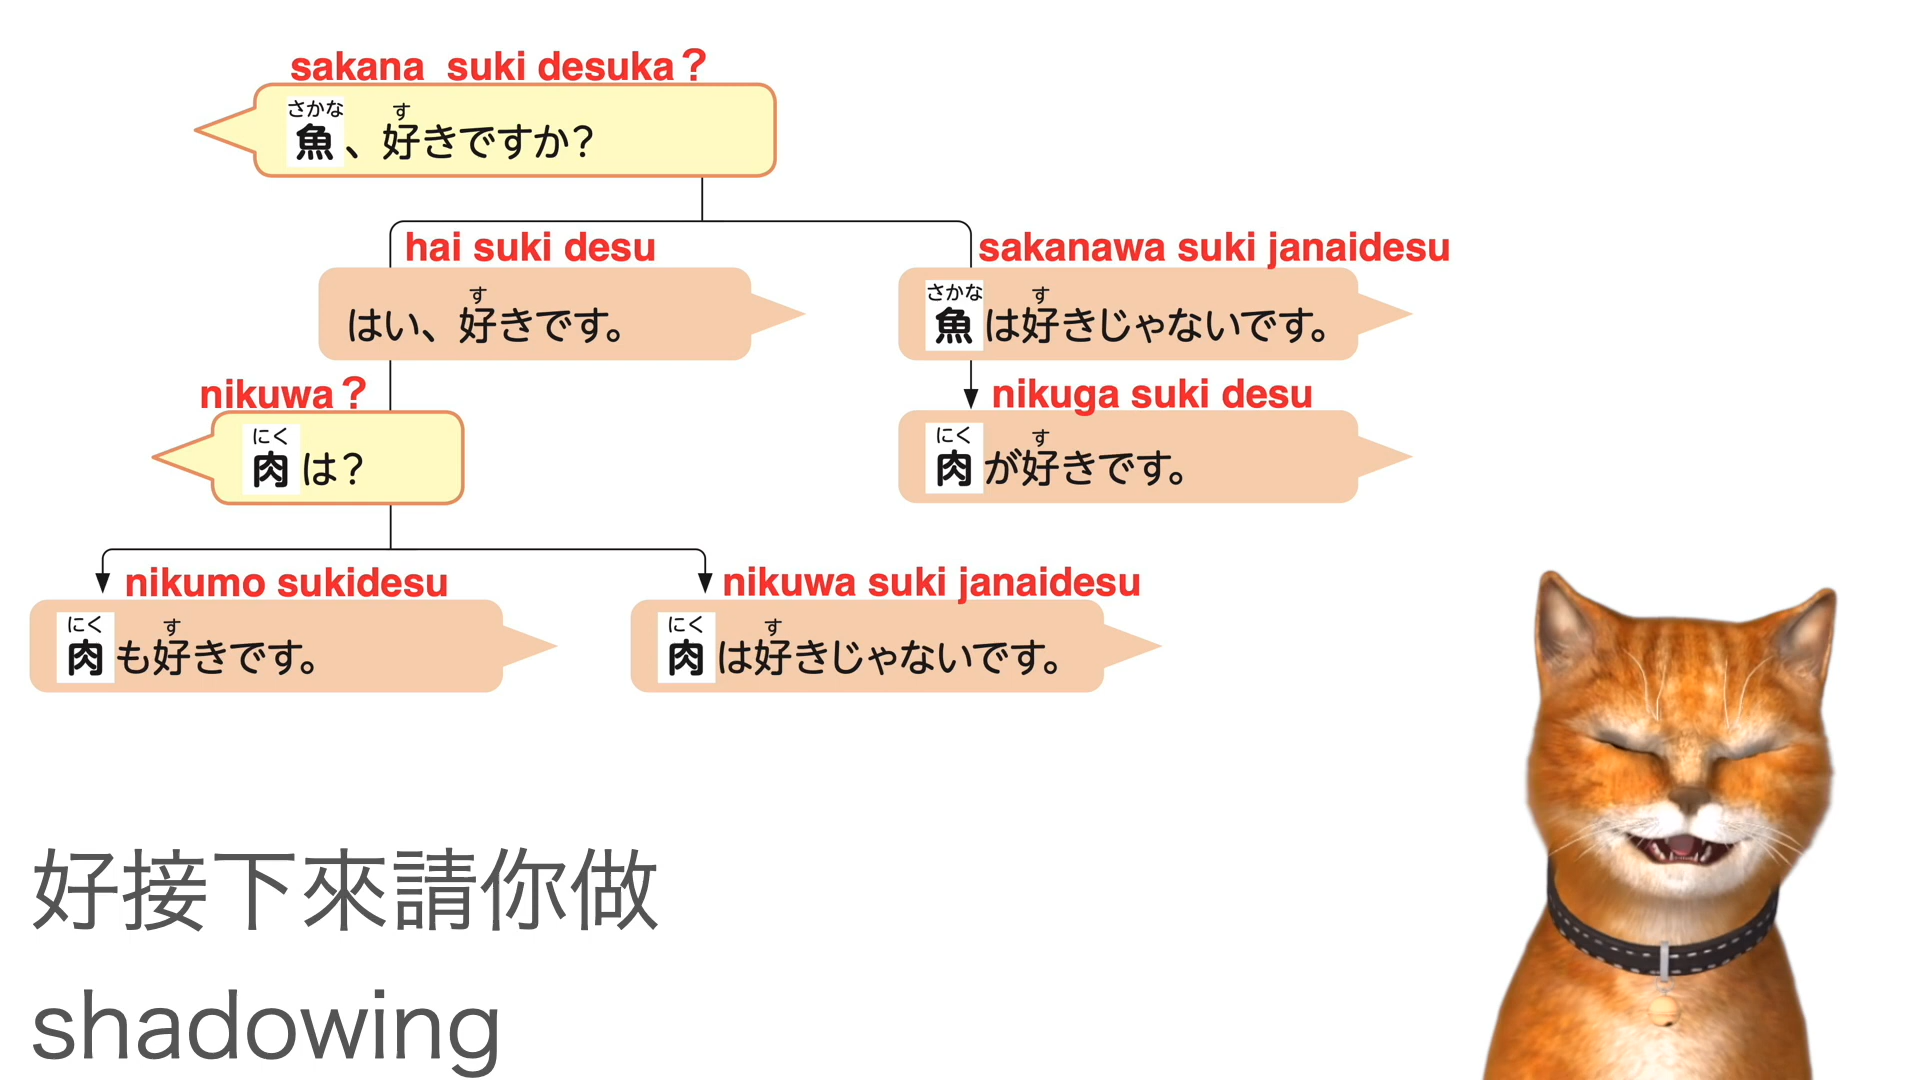 sakana suki desuka？
さかな す
魚、好きですか？
hai suki desu
す
はい、好きです。
sakanawa suki janaidesu
さかな す
魚は好きじゃないです。
nikuwa？
にく
肉は？
nikuga suki desu
にく す
肉が好きです。
nikumo sukidesu
にく す
肉も好きです。
nikuwa suki janaidesu
にく す
肉は好きじゃないです。
好接下來請你做
shadowing